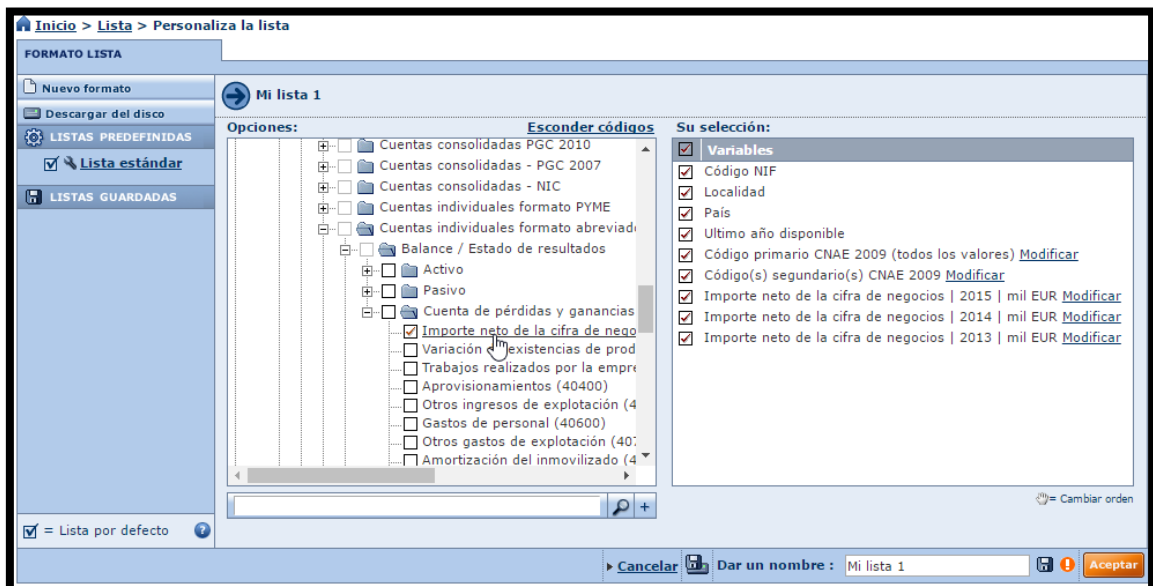 Inicio > Lista > Personaliza la lista
FORMATO LISTA
Nuevo formato
Descargar del disco
LISTAS PREDEFINIDAS
Lista estándar
LISTAS GUARDADAS
= Lista por defecto
Mi lista 1
Opciones:
Esconder códigos
Cuentas consolidadas PGC 2010
Cuentas consolidadas - PGC 2007
Cuentas consolidadas - NIC
Cuentas individuales formato PYME
Cuentas individuales formato abreviad
Balance / Estado de resultados
Activo
Pasivo
Cuenta de pérdidas y ganancias
Importe neto de la cifra de nego
Variación existencias de prod
Trabajos realizados por la empre
Aprovisionamientos (40400)
Otros ingresos de explotación (4
Gastos de personal (40600)
Otros gastos de explotación (407
Amortización del inmovilizado (4
Su selección:
Variables
Código NIF
Localidad
País
Ultimo año disponible
Código primario CNAE 2009 (todos los valores) Modificar
Código(s) segundario(s) CNAE 2009 Modificar
Importe neto de la cifra de negocios | 2015 | mil EUR Modificar
Importe neto de la cifra de negocios | 2014 | mil EUR Modificar
Importe neto de la cifra de negocios | 2013 | mil EUR Modificar
= Cambiar orden
Cancelar
Dar un nombre :
Mi lista 1
Aceptar